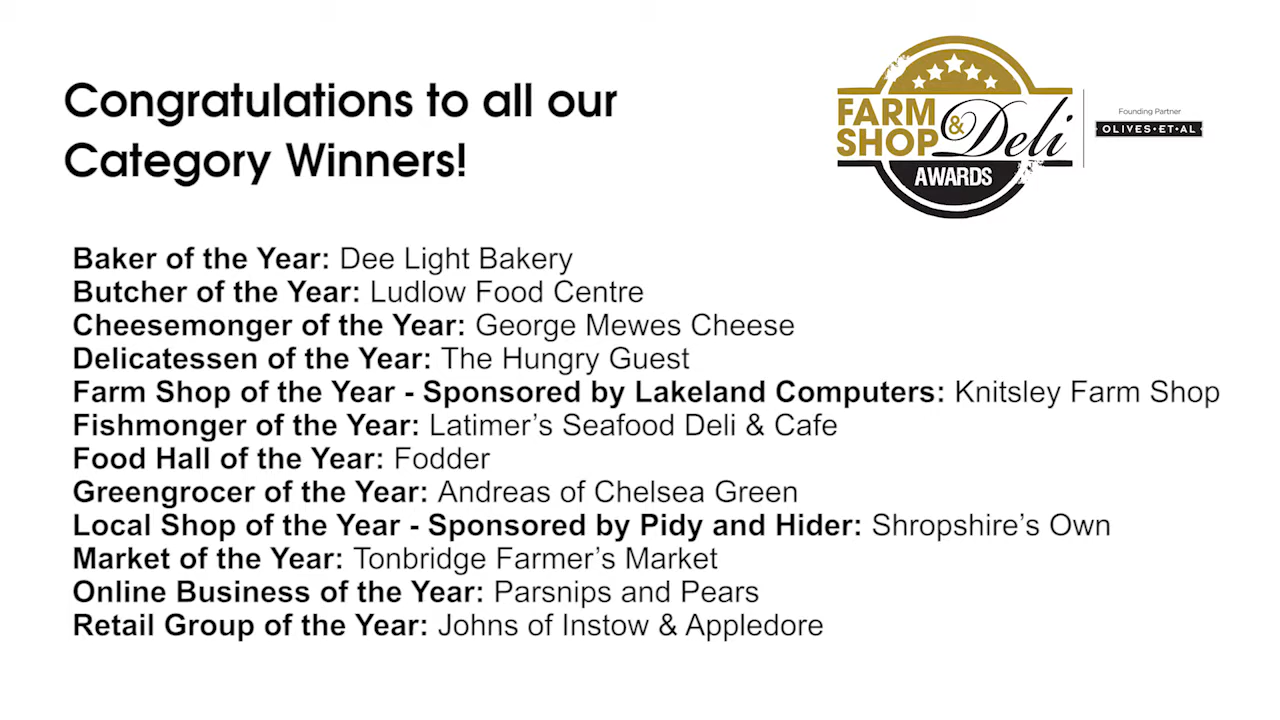 Congratulations to all our
Category Winners!
FARM
SHOP
&
Deli
AWARDS
Founding Partner
OLIVES·ET·AL
Baker of the Year: Dee Light Bakery
Butcher of the Year: Ludlow Food Centre
Cheesemonger of the Year: George Mewes Cheese
Delicatessen of the Year: The Hungry Guest
Farm Shop of the Year - Sponsored by Lakeland Computers: Knitsley Farm Shop
Fishmonger of the Year: Latimer’s Seafood Deli & Cafe
Food Hall of the Year: Fodder
Greengrocer of the Year: Andreas of Chelsea Green
Local Shop of the Year - Sponsored by Pidy and Hider: Shropshire’s Own
Market of the Year: Tonbridge Farmer’s Market
Online Business of the Year: Parsnips and Pears
Retail Group of the Year: Johns of Instow & Appledore